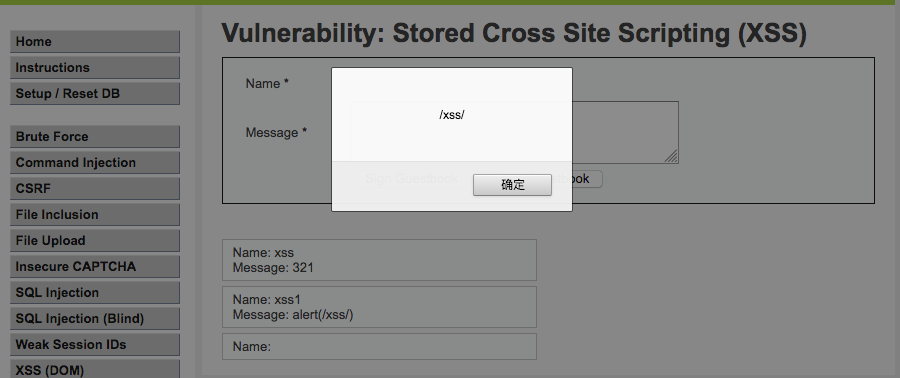 Vulnerability: Stored Cross Site Scripting (XSS)
Home
Instructions
Setup / Reset DB
Brute Force
Command Injection
CSRF
File Inclusion
File Upload
Insecure CAPTCHA
SQL Injection
SQL Injection (Blind)
Weak Session IDs
XSS (DOM)
Name *
Message *
/xss/
确定
Sign Guestbook
ook
Name: xss
Message: 321
Name: xss1
Message: alert(/xss/)
Name: